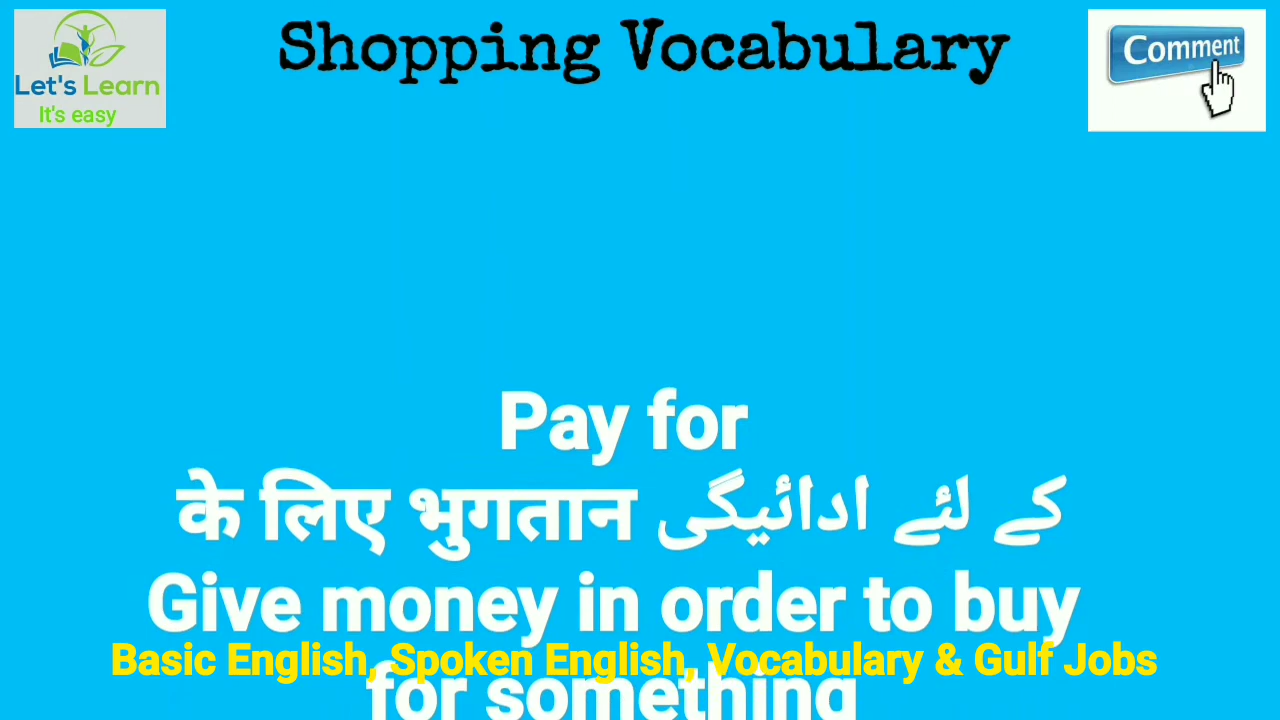 Shopping Vocabulary
Let's Learn
It's easy
Comment
Pay for
के लिए भुगतान کے لئے ادائیگی
Give money in order to buy
Basic English, Spoken English, Vocabulary & Gulf Jobs
for something